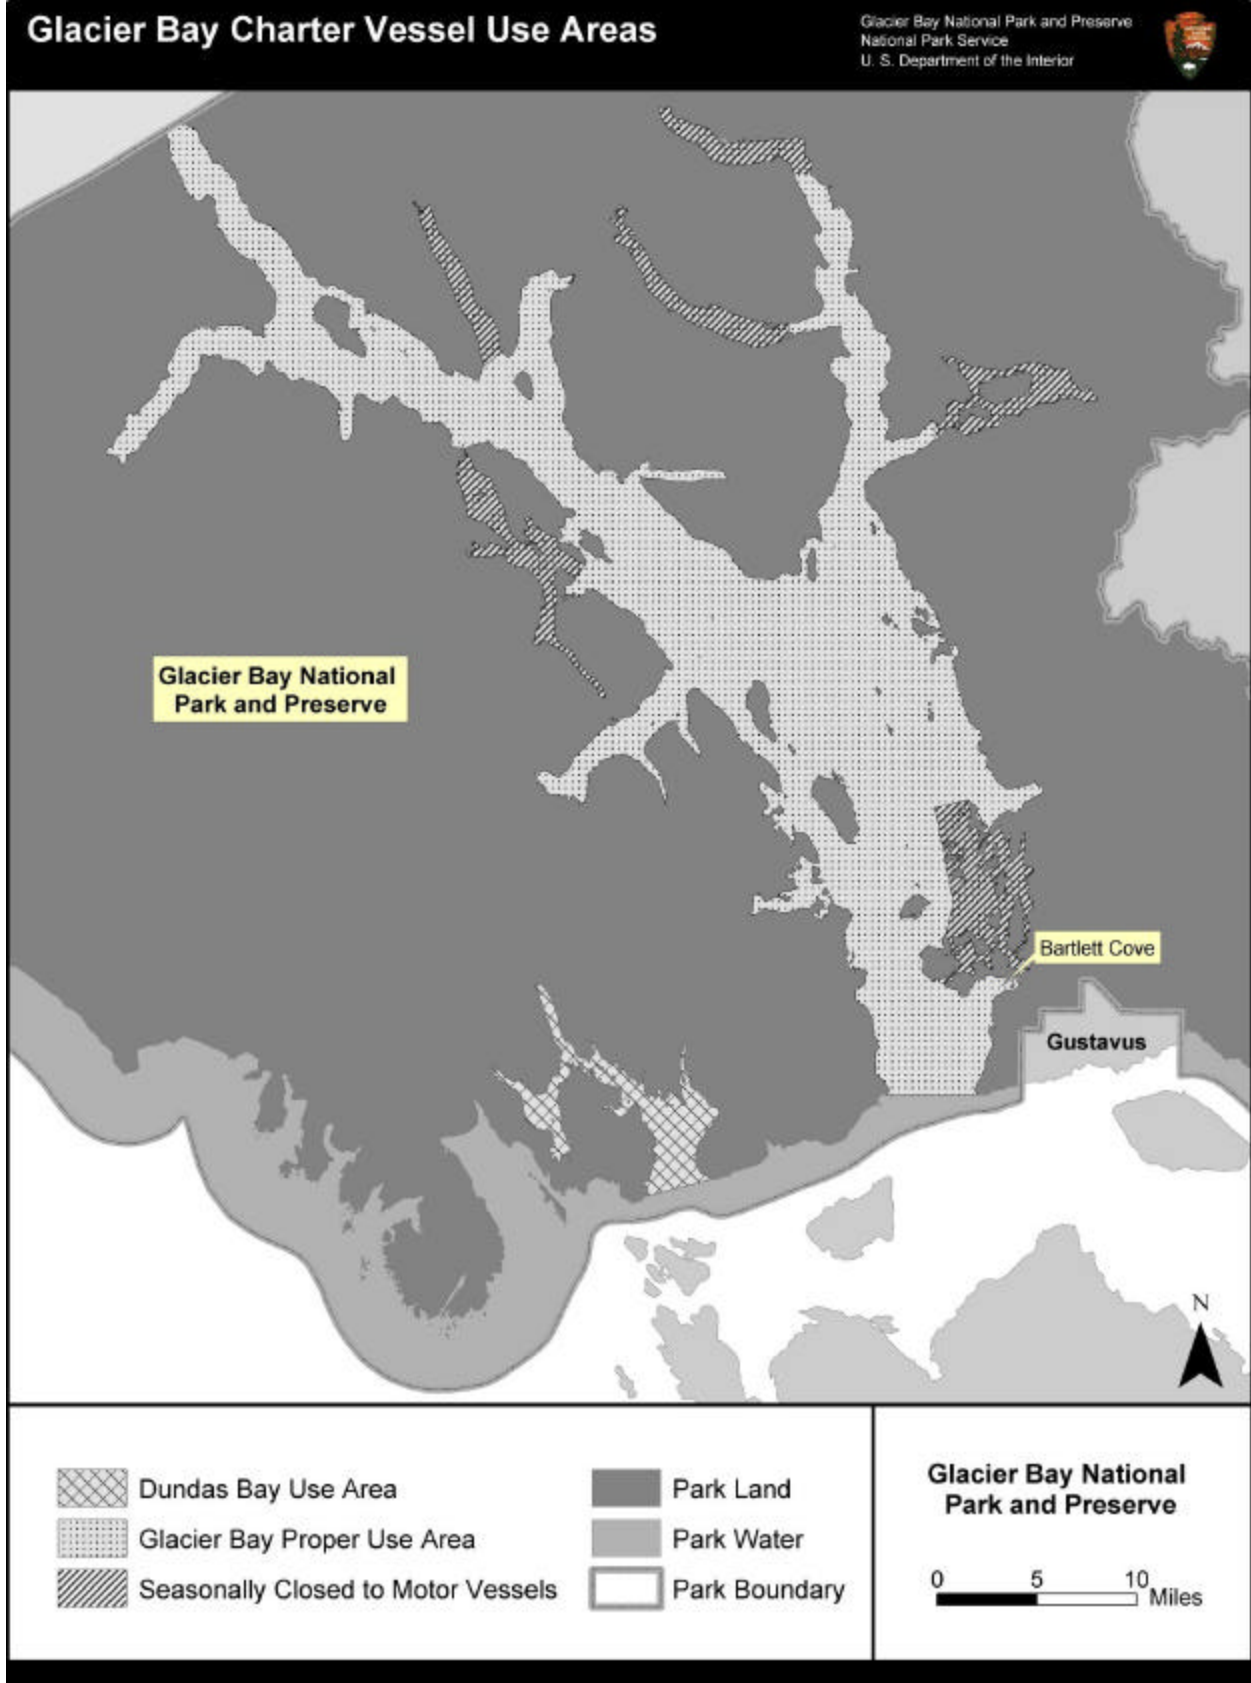 Glacier Bay Charter Vessel Use Areas
Glacier Bay National Park and Preserve
National Park Service
U. S. Department of the Interior
Glacier Bay National
Park and Preserve
Bartlett Cove
Gustavus
N
Dundas Bay Use Area
Glacier Bay Proper Use Area
Seasonally Closed to Motor Vessels
Park Land
Park Water
Park Boundary
Glacier Bay National
Park and Preserve
0 5 10
Miles